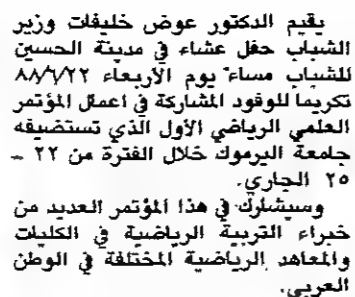 يقيم الدكتور عوض خليفات وزير
الشباب حفل عشاء في مدينة الحسين
للشباب مساء يوم الأربعاء ٨٨/٦/٢٢
تكريماً للوفود المشاركة في اعمال المؤتمر
العلمي الرياضي الأول الذي تستضيفه
جامعة اليرموك خلال الفترة من ٢٢ -
٢٥ الجاري.
وسيشارك في هذا المؤتمر العديد من
خبراء التربية الرياضية في الكليات
والمعاهد الرياضية المختلفة في الوطن
العربي.